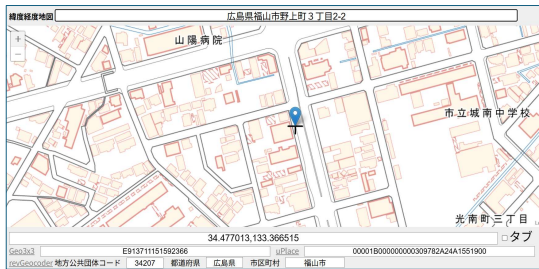 緯度経度地図 広島県福山市野上町３丁目2-2
+
−
山陽病院
市立城南中学校
光南町三丁目
34.477013,133.366515 タブ
Geo3x3 E913711151592366 uPlace 00001B000000000309782A24A1551900
revGeocoder 地方公共団体コード 34207 都道府県 広島県 市区町村 福山市